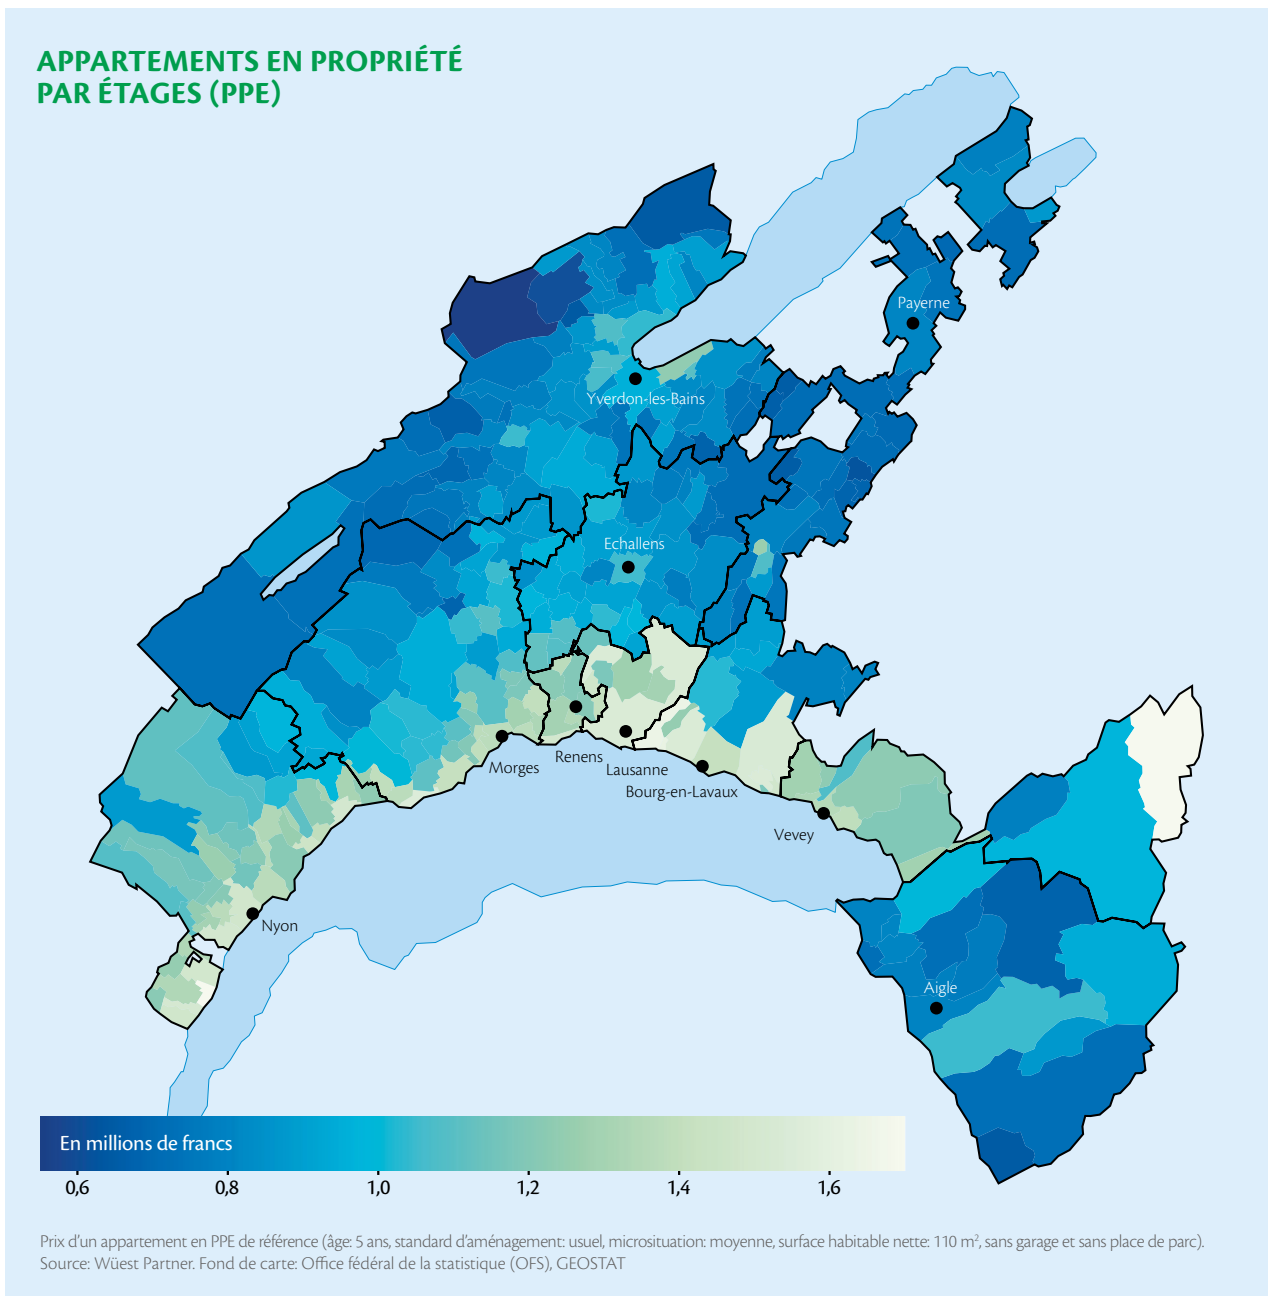 APPARTEMENTS EN PROPRIÉTÉ
PAR ÉTAGES (PPE)
Payerne
Yverdon-les-Bains
Echallens
Morges
Renens
Lausanne
Bourg-en-Lavaux
Vevey
Nyon
Aigle
En millions de francs
0,6 0,8 1,0 1,2 1,4 1,6
Prix d’un appartement en PPE de référence (âge: 5 ans, standard d’aménagement: usuel, microsituation: moyenne, surface habitable nette: 110 m², sans garage et sans place de parc).
Source: Wüest Partner. Fond de carte: Office fédéral de la statistique (OFS), GEOSTAT